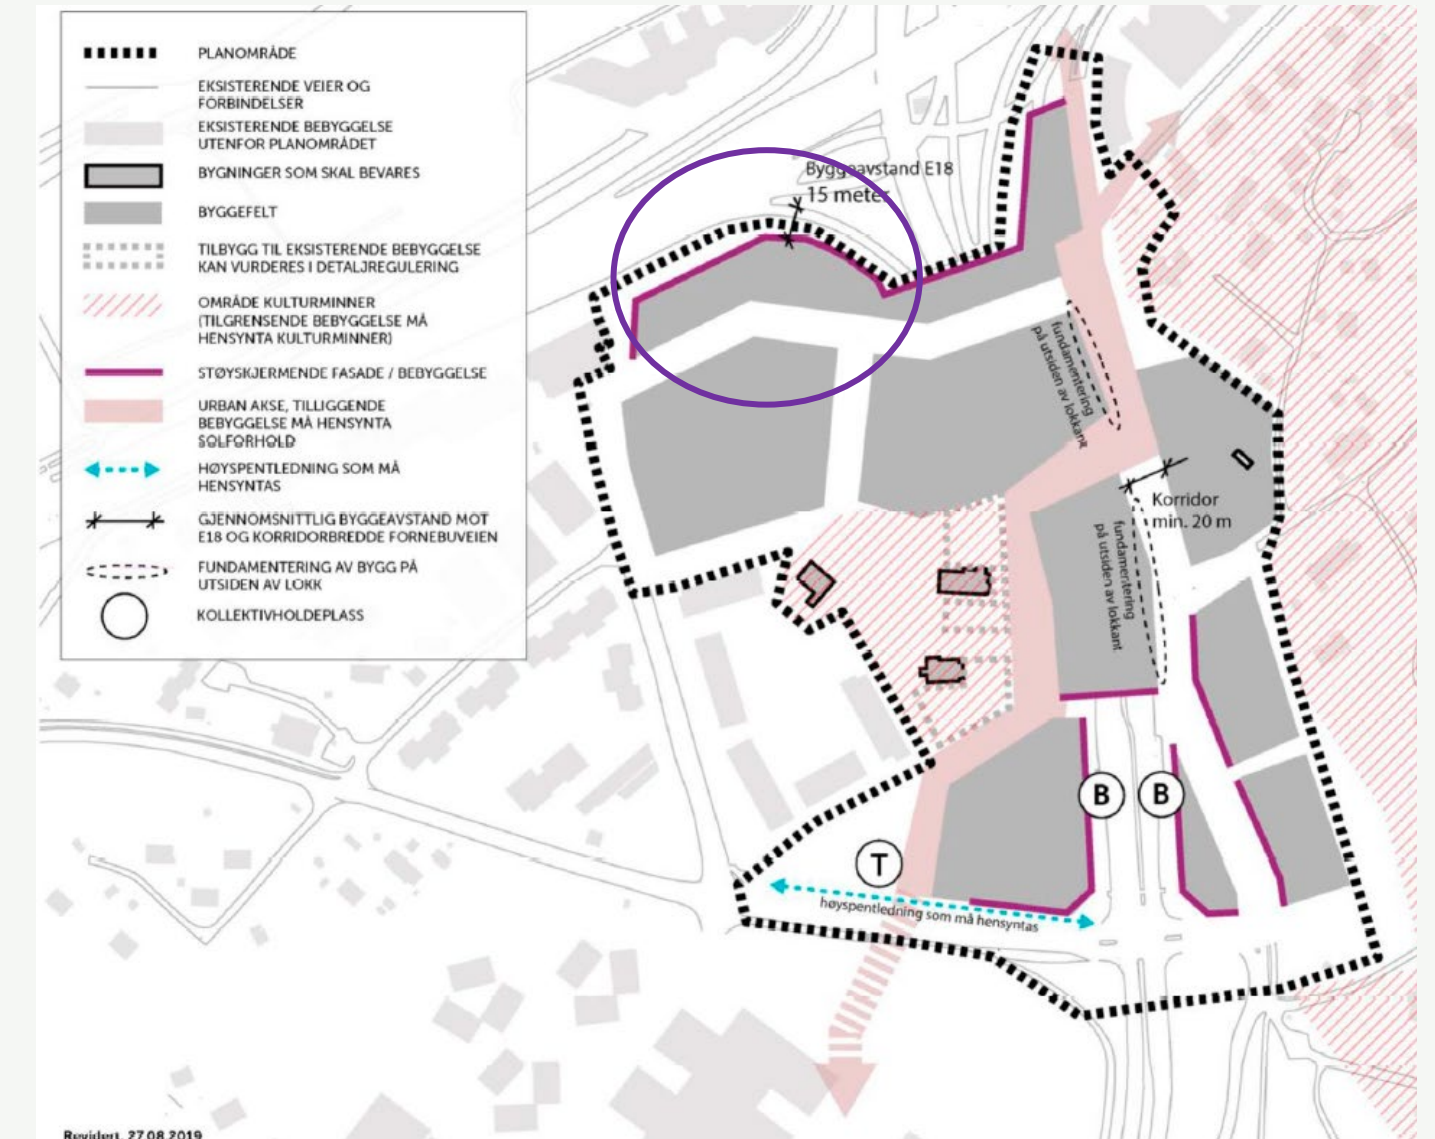 PLANOMRÅDE
EKSISTERENDE VEIER OG
FORBINDELSER
EKSISTERENDE BEBYGGELSE
UTENFOR PLANOMRÅDET
BYGNINGER SOM SKAL BEVARES
BYGGEFELT
TILBYGG TIL EKSISTERENDE BEBYGGELSE
KAN VURDERES I DETALJREGULERING
OMRÅDE KULTURMINNER
(TILGRENSENDE BEBYGGELSE MÅ
HENSYNTA KULTURMINNER)
STØYSKJERMENDE FASADE / BEBYGGELSE
URBAN AKSE, TILLIGGENDE
BEBYGGELSE MÅ HENSYNTA
SOLFORHOLD
HØYSPENTLEDNING SOM MÅ
HENSYNTAS
GJENNOMSNITTLIG BYGGEAVSTAND MOT
E18 OG KORRIDORBREDDE FORNEBUVEIEN
FUNDAMENTERING AV BYGG PÅ
UTSIDEN AV LOKK
KOLLEKTIVHOLDEPLASS
Byggeavstand E18
15 meter
fundamentering
på utsiden av lokkant
Korridor
min. 20 m
fundamentering
på utsiden av lokkant
B
B
T
høyspentledning som må hensyntas
Revidert. 27.08.2019